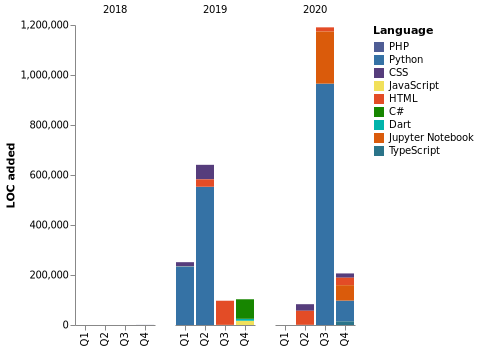 2018 2019 2020
LOC added
1,200,000
1,000,000
800,000
600,000
400,000
200,000
0
Q1 Q2 Q3 Q4 Q1 Q2 Q3 Q4 Q1 Q2 Q3 Q4
Language
PHP
Python
CSS
JavaScript
HTML
C#
Dart
Jupyter Notebook
TypeScript